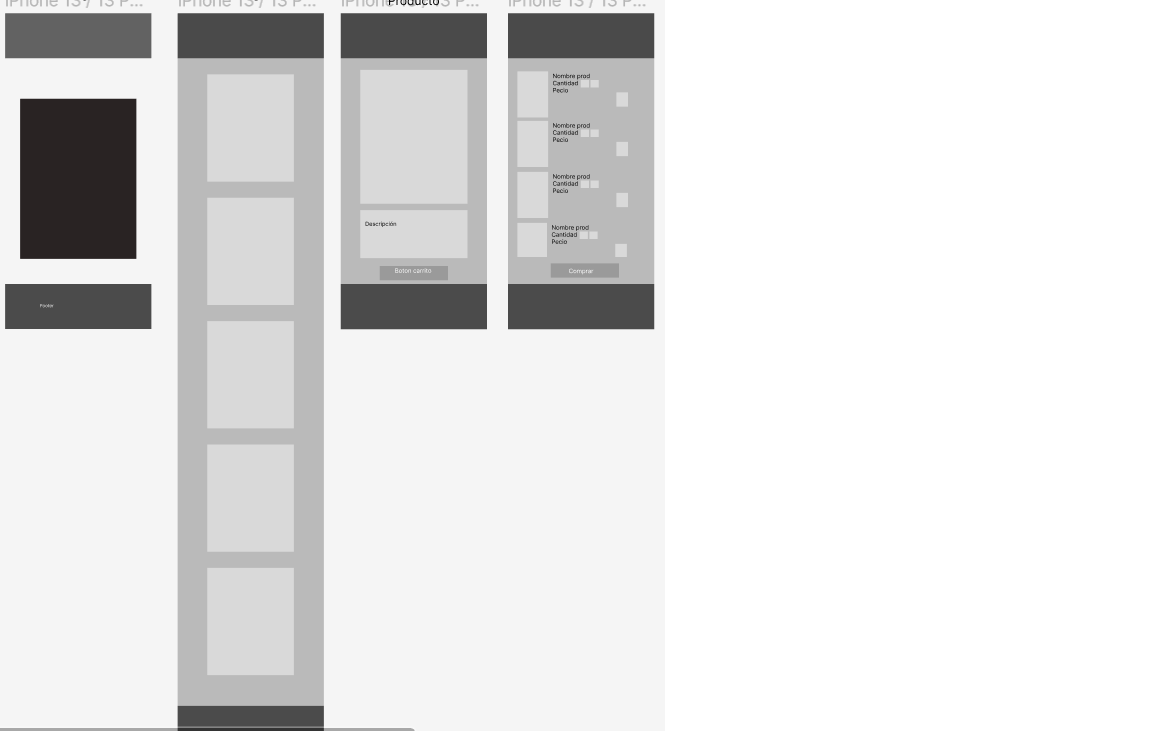 iPhone 13 / 13 P...
iPhone 13 / 13 P...
iPhone 13 / 13 P...
Producto
iPhone 13 / 13 P...
Footer
Descripción
Boton carrito
Nombre prod
Cantidad
Pecio
Nombre prod
Cantidad
Pecio
Nombre prod
Cantidad
Pecio
Nombre prod
Cantidad
Pecio
Comprar